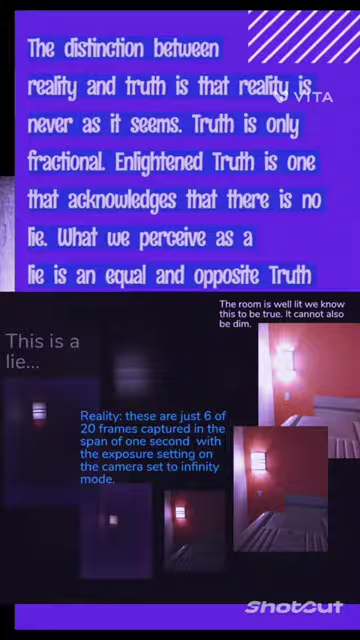 The distinction between
reality and truth is that reality is
never as it seems. Truth is only
fractional. Enlightened Truth is one
that acknowledges that there is no
lie. What we perceive as a
lie is an equal and opposite Truth
VITA
The room is well lit we know
this to be true. It cannot also
be dim.
This is a
lie...
Reality: these are just 6 of
20 frames captured in the
span of one second with
the exposure setting on
the camera set to infinity
mode.
ShotCut